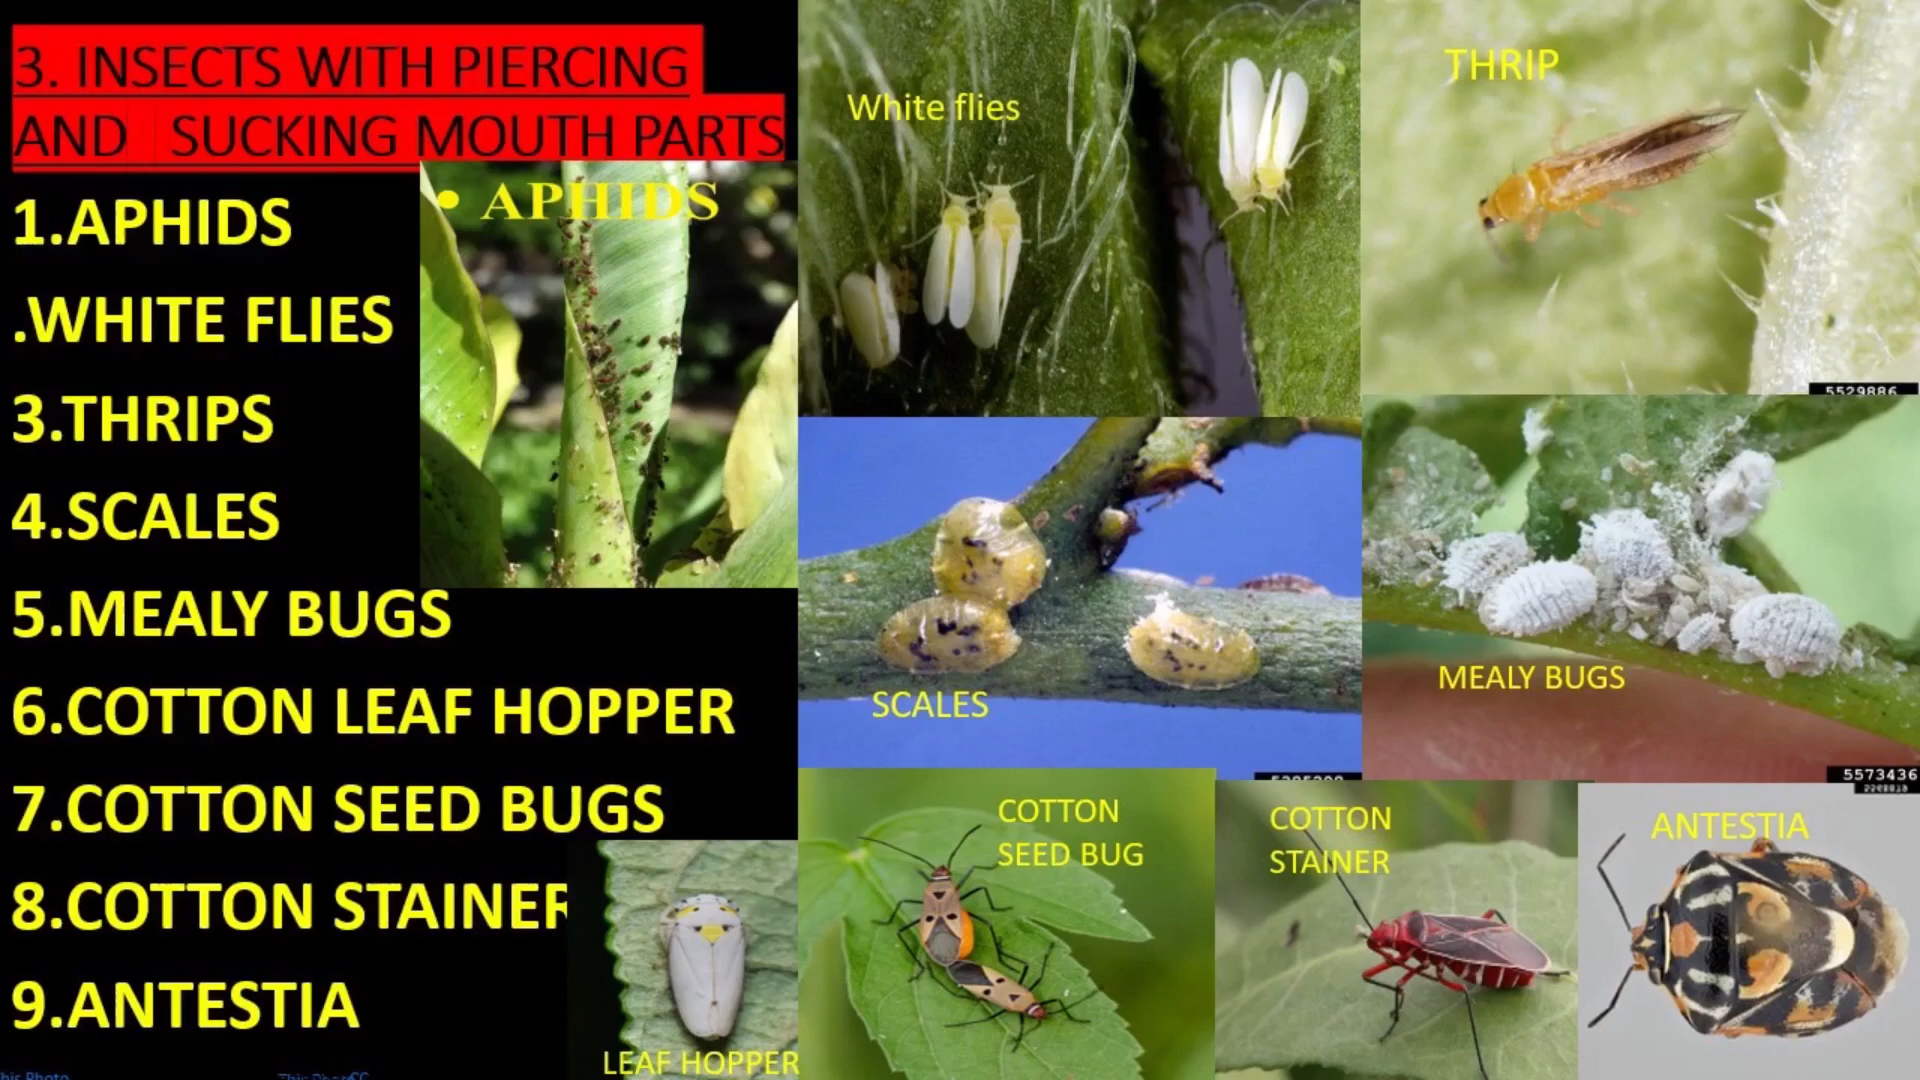 3. INSECTS WITH PIERCING
AND SUCKING MOUTH PARTS
1.APHIDS
.WHITE FLIES
3.THRIPS
4.SCALES
5.MEALY BUGS
6.COTTON LEAF HOPPER
7.COTTON SEED BUGS
8.COTTON STAINER
9.ANTESTIA
• APHIDS
White flies
THRIP
5529886
SCALES
MEALY BUGS
5573436
COTTON
SEED BUG
COTTON
STAINER
ANTESTIA
LEAF HOPPER